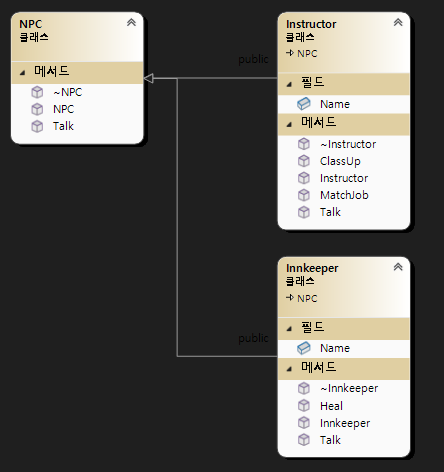 NPC
클래스
메서드
~NPC
NPC
Talk
public
Instructor
클래스
NPC
필드
Name
메서드
~Instructor
ClassUp
Instructor
MatchJob
Talk
public
Innkeeper
클래스
NPC
필드
Name
메서드
~Innkeeper
Heal
Innkeeper
Talk